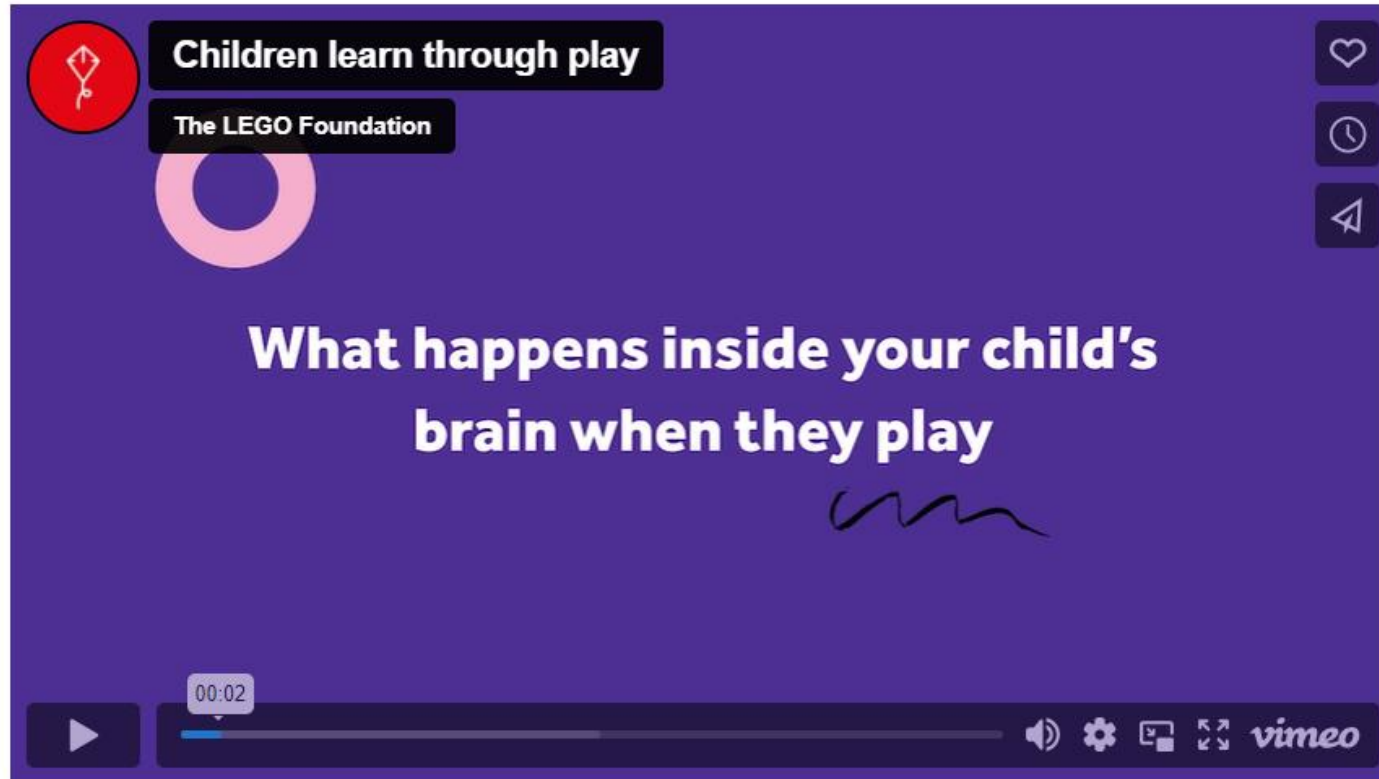 Children learn through play
The LEGO Foundation
What happens inside your child's
brain when they play
00:02
vimeo